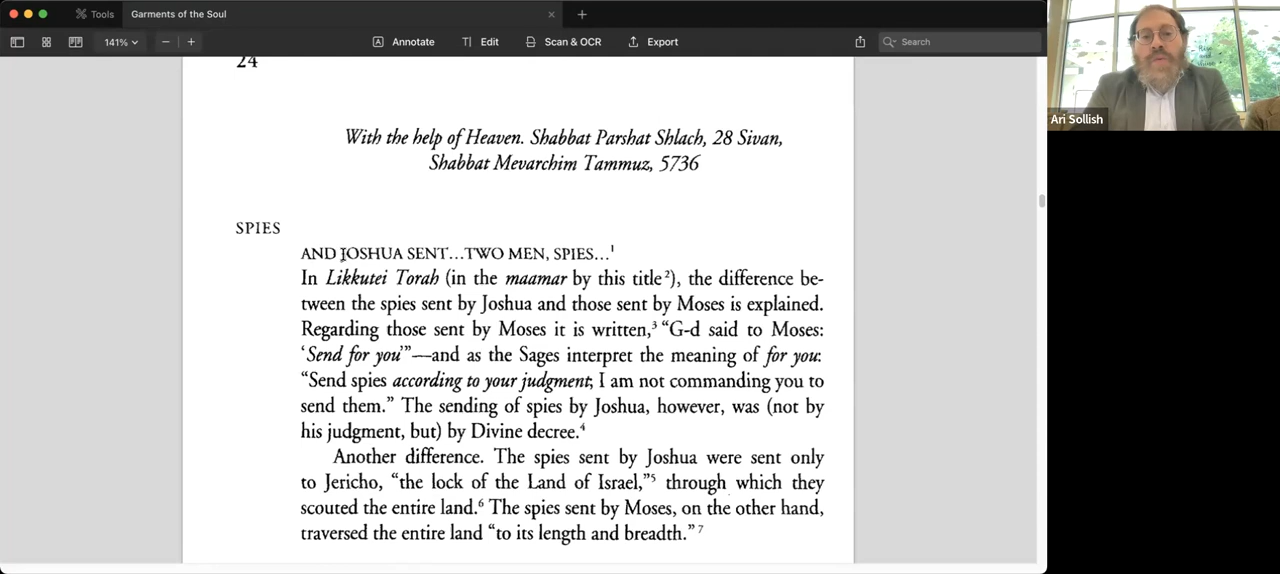 Tools
Garments of the Soul
141%
Annotate
Edit
Scan & OCR
Export
Search
Ari Sollish
24
With the help of Heaven. Shabbat Parshat Shlach, 28 Sivan,
Shabbat Mevarchim Tammuz, 5736
SPIES
AND JOSHUA SENT…TWO MEN, SPIES…¹
In Likkutei Torah (in the maamar by this title²), the difference be-
tween the spies sent by Joshua and those sent by Moses is explained.
Regarding those sent by Moses it is written,³ “G-d said to Moses:
‘Send for you’”—and as the Sages interpret the meaning of for you:
“Send spies according to your judgment; I am not commanding you to
send them.” The sending of spies by Joshua, however, was (not by
his judgment, but) by Divine decree.⁴
Another difference. The spies sent by Joshua were sent only
to Jericho, “the lock of the Land of Israel,”⁵ through which they
scouted the entire land.⁶ The spies sent by Moses, on the other hand,
traversed the entire land “to its length and breadth.”⁷